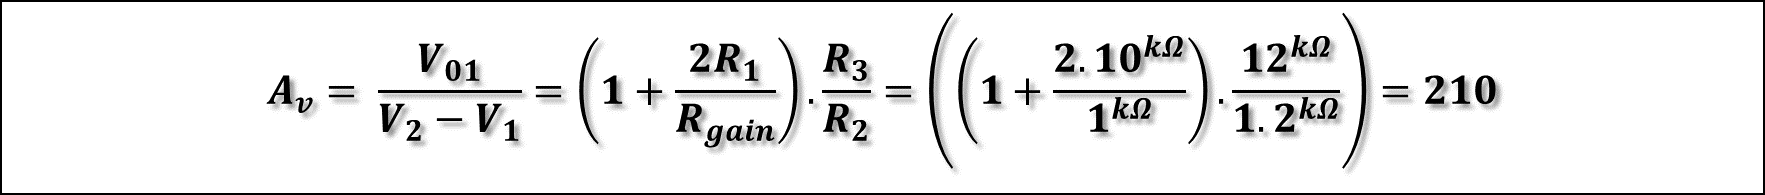 A_v = V_01 / (V_2 − V_1) = (1 + 2R_1 / R_gain) . R_3 / R_2 = ((1 + 2. 10^kΩ / 1^kΩ) . 12^kΩ / 1. 2^kΩ) = 210